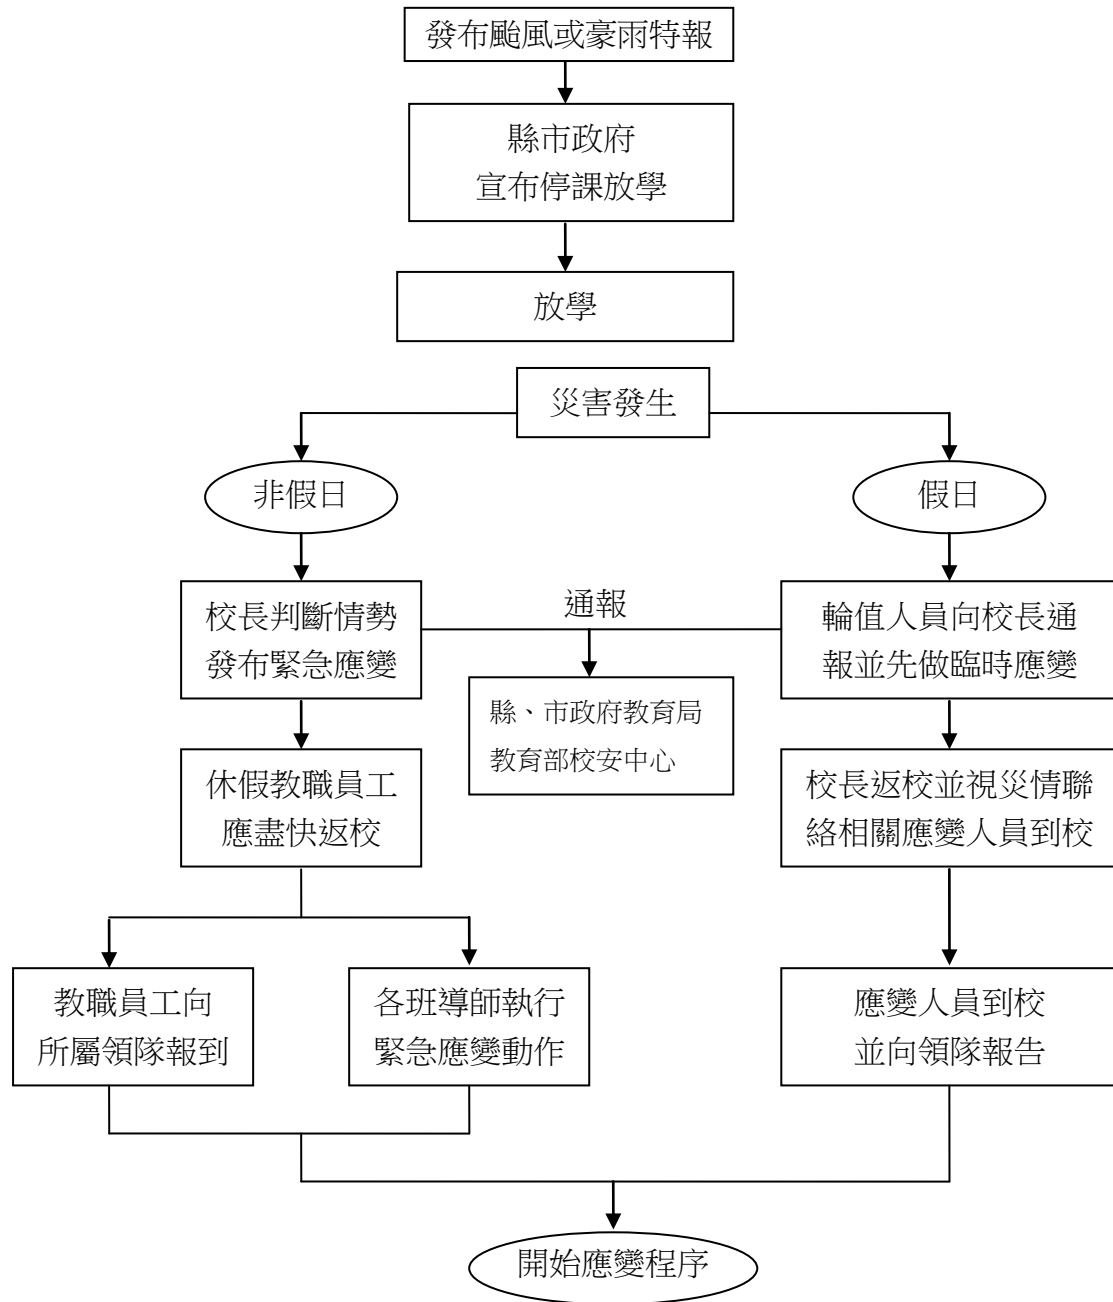 發布颱風或豪雨特報
縣市政府
宣布停課放學
放學
災害發生
非假日
假日
校長判斷情勢
發布緊急應變
通報
輪值人員向校長通
報並先做臨時應變
縣、市政府教育局
教育部校安中心
休假教職員工
應盡快返校
校長返校並視災情聯
絡相關應變人員到校
教職員工向
所屬領隊報到
各班導師執行
緊急應變動作
應變人員到校
並向領隊報告
開始應變程序